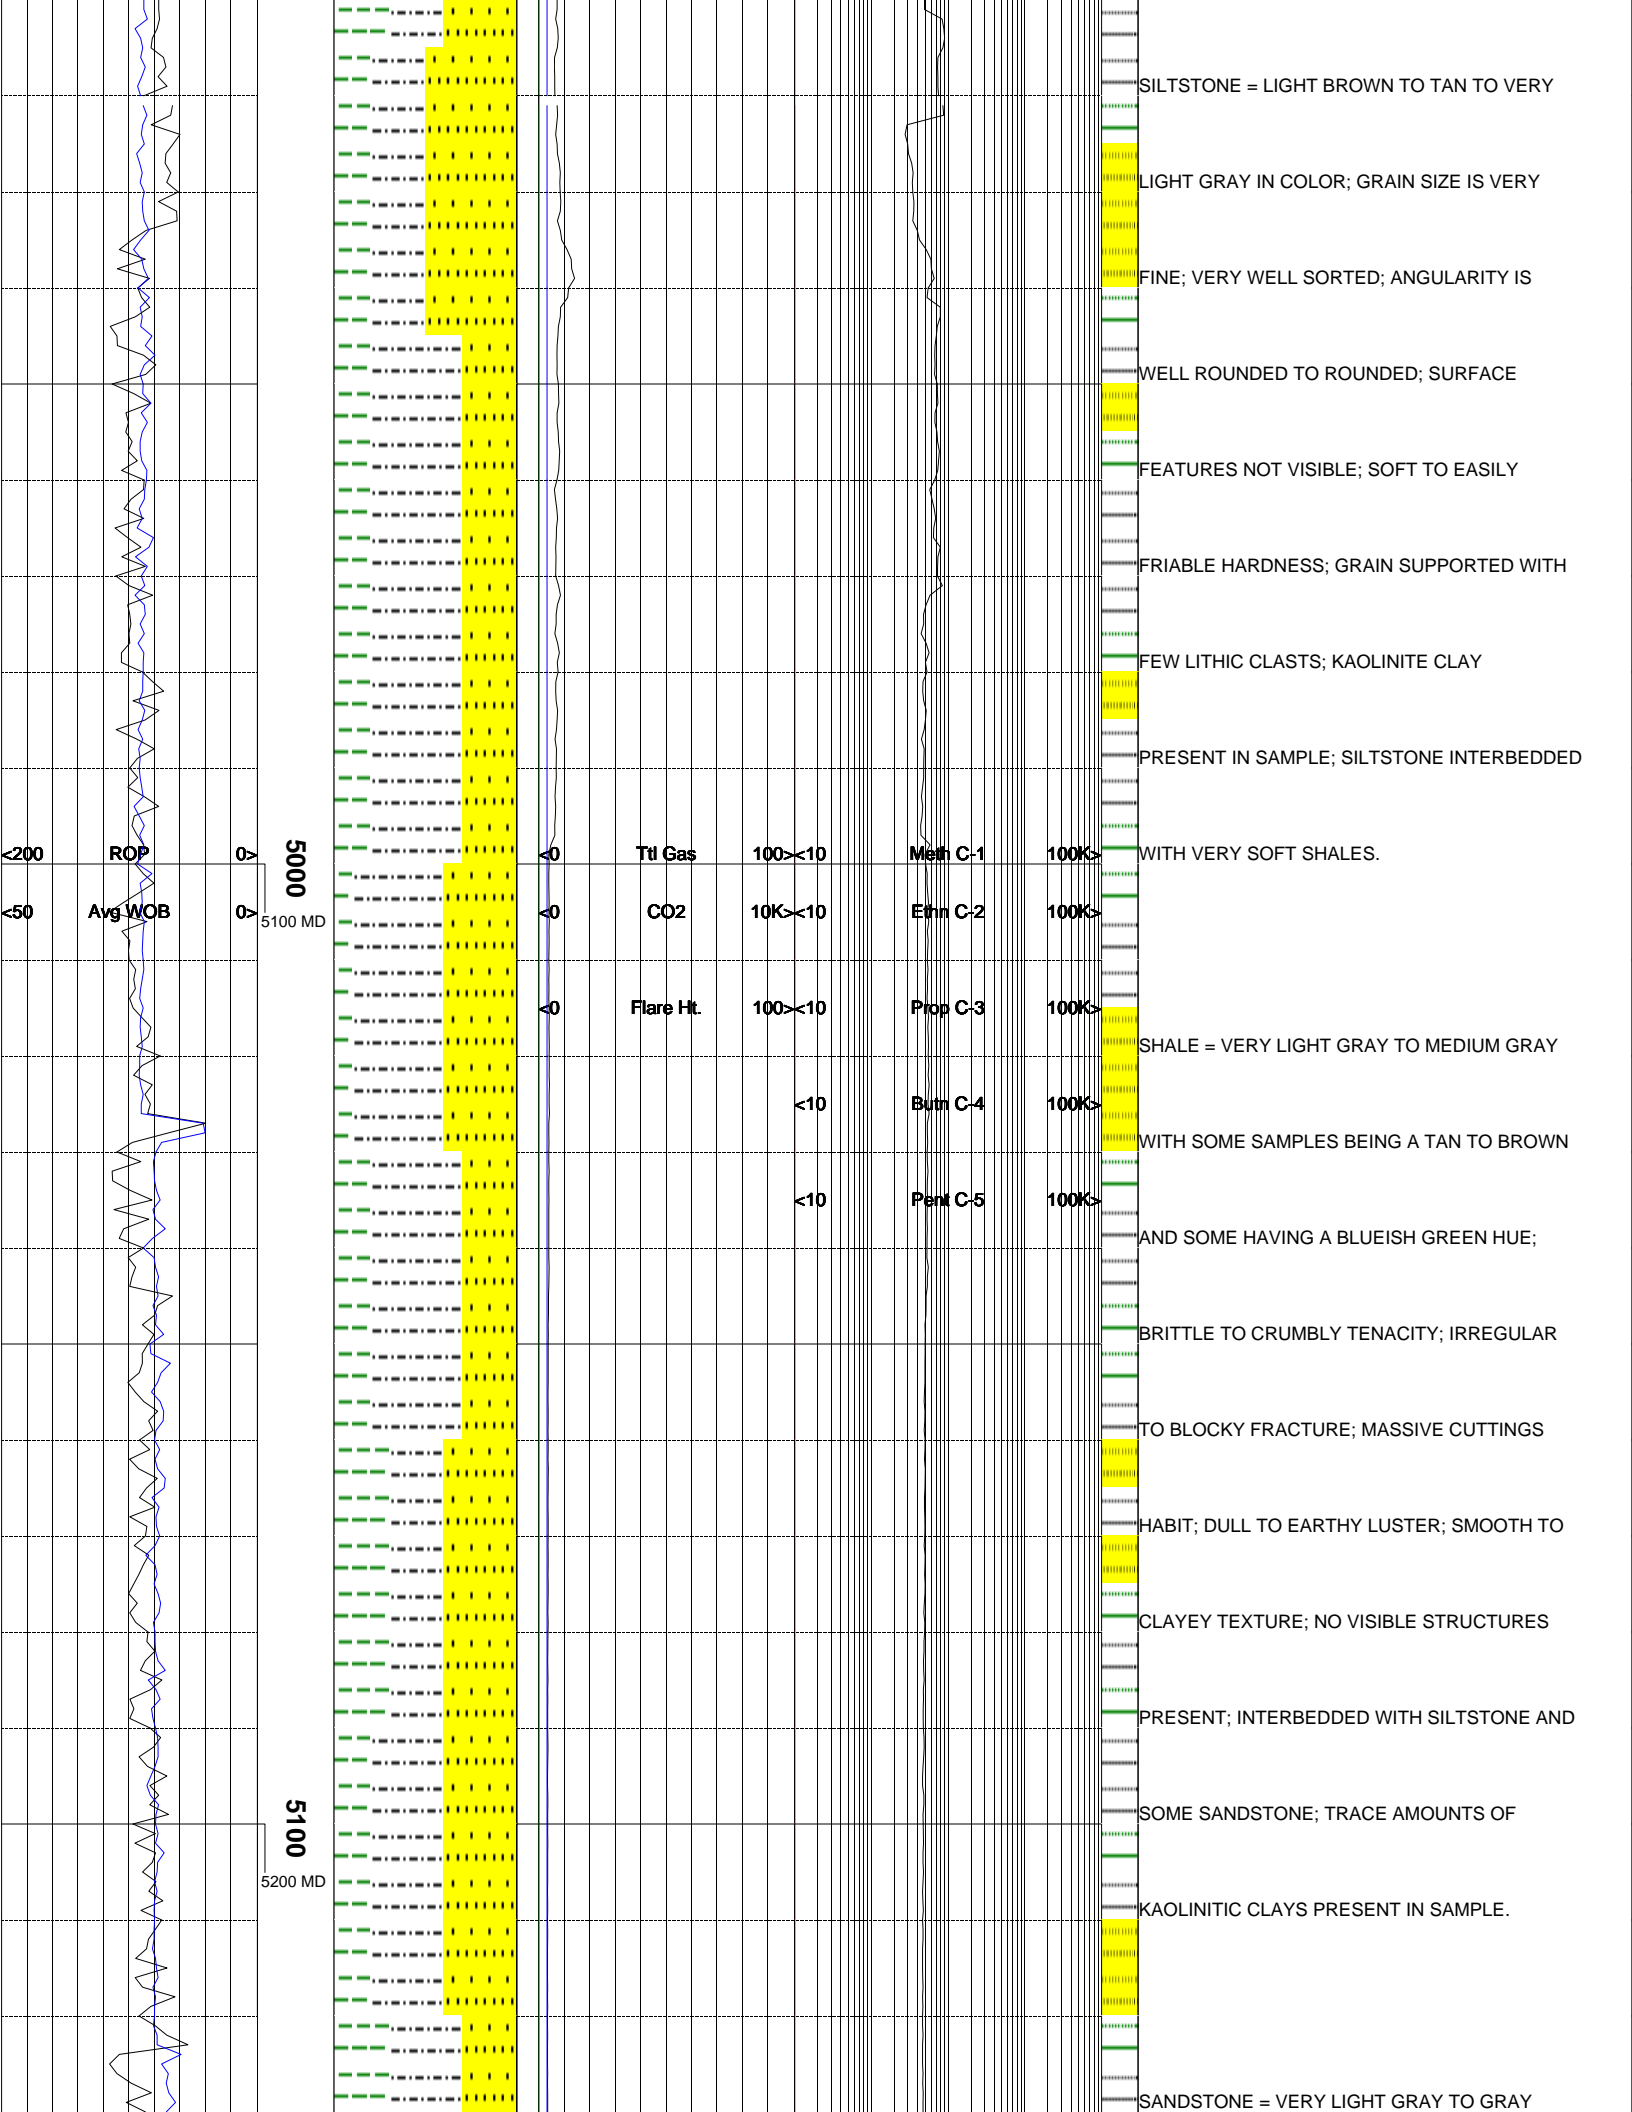 SILTSTONE = LIGHT BROWN TO TAN TO VERY
LIGHT GRAY IN COLOR; GRAIN SIZE IS VERY
FINE; VERY WELL SORTED; ANGULARITY IS
WELL ROUNDED TO ROUNDED; SURFACE
FEATURES NOT VISIBLE; SOFT TO EASILY
FRIABLE HARDNESS; GRAIN SUPPORTED WITH
FEW LITHIC CLASTS; KAOLINITE CLAY
PRESENT IN SAMPLE; SILTSTONE INTERBEDDED
<200 ROP 0> 5000 <0 Ttl Gas 100><10 Meth C-1 100K> WITH VERY SOFT SHALES.
<50 Avg WOB 0> 5100 MD <0 CO2 10K><10 Ethn C-2 100K>
<0 Flare Ht. 100><10 Prop C-3 100K>
SHALE = VERY LIGHT GRAY TO MEDIUM GRAY
<10 Butn C-4 100K>
WITH SOME SAMPLES BEING A TAN TO BROWN
<10 Pent C-5 100K>
AND SOME HAVING A BLUEISH GREEN HUE;
BRITTLE TO CRUMBLY TENACITY; IRREGULAR
TO BLOCKY FRACTURE; MASSIVE CUTTINGS
HABIT; DULL TO EARTHY LUSTER; SMOOTH TO
CLAYEY TEXTURE; NO VISIBLE STRUCTURES
PRESENT; INTERBEDDED WITH SILTSTONE AND
5100 SOME SANDSTONE; TRACE AMOUNTS OF
5200 MD
KAOLINITIC CLAYS PRESENT IN SAMPLE.
SANDSTONE = VERY LIGHT GRAY TO GRAY